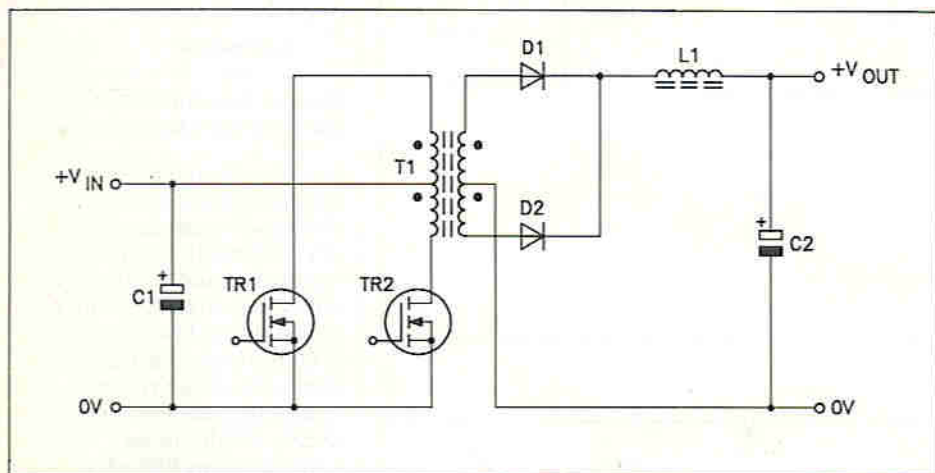 D1
L1
+V OUT
T1
+V IN
D2
+
C2
TR1
TR2
+
C1
0V
0V